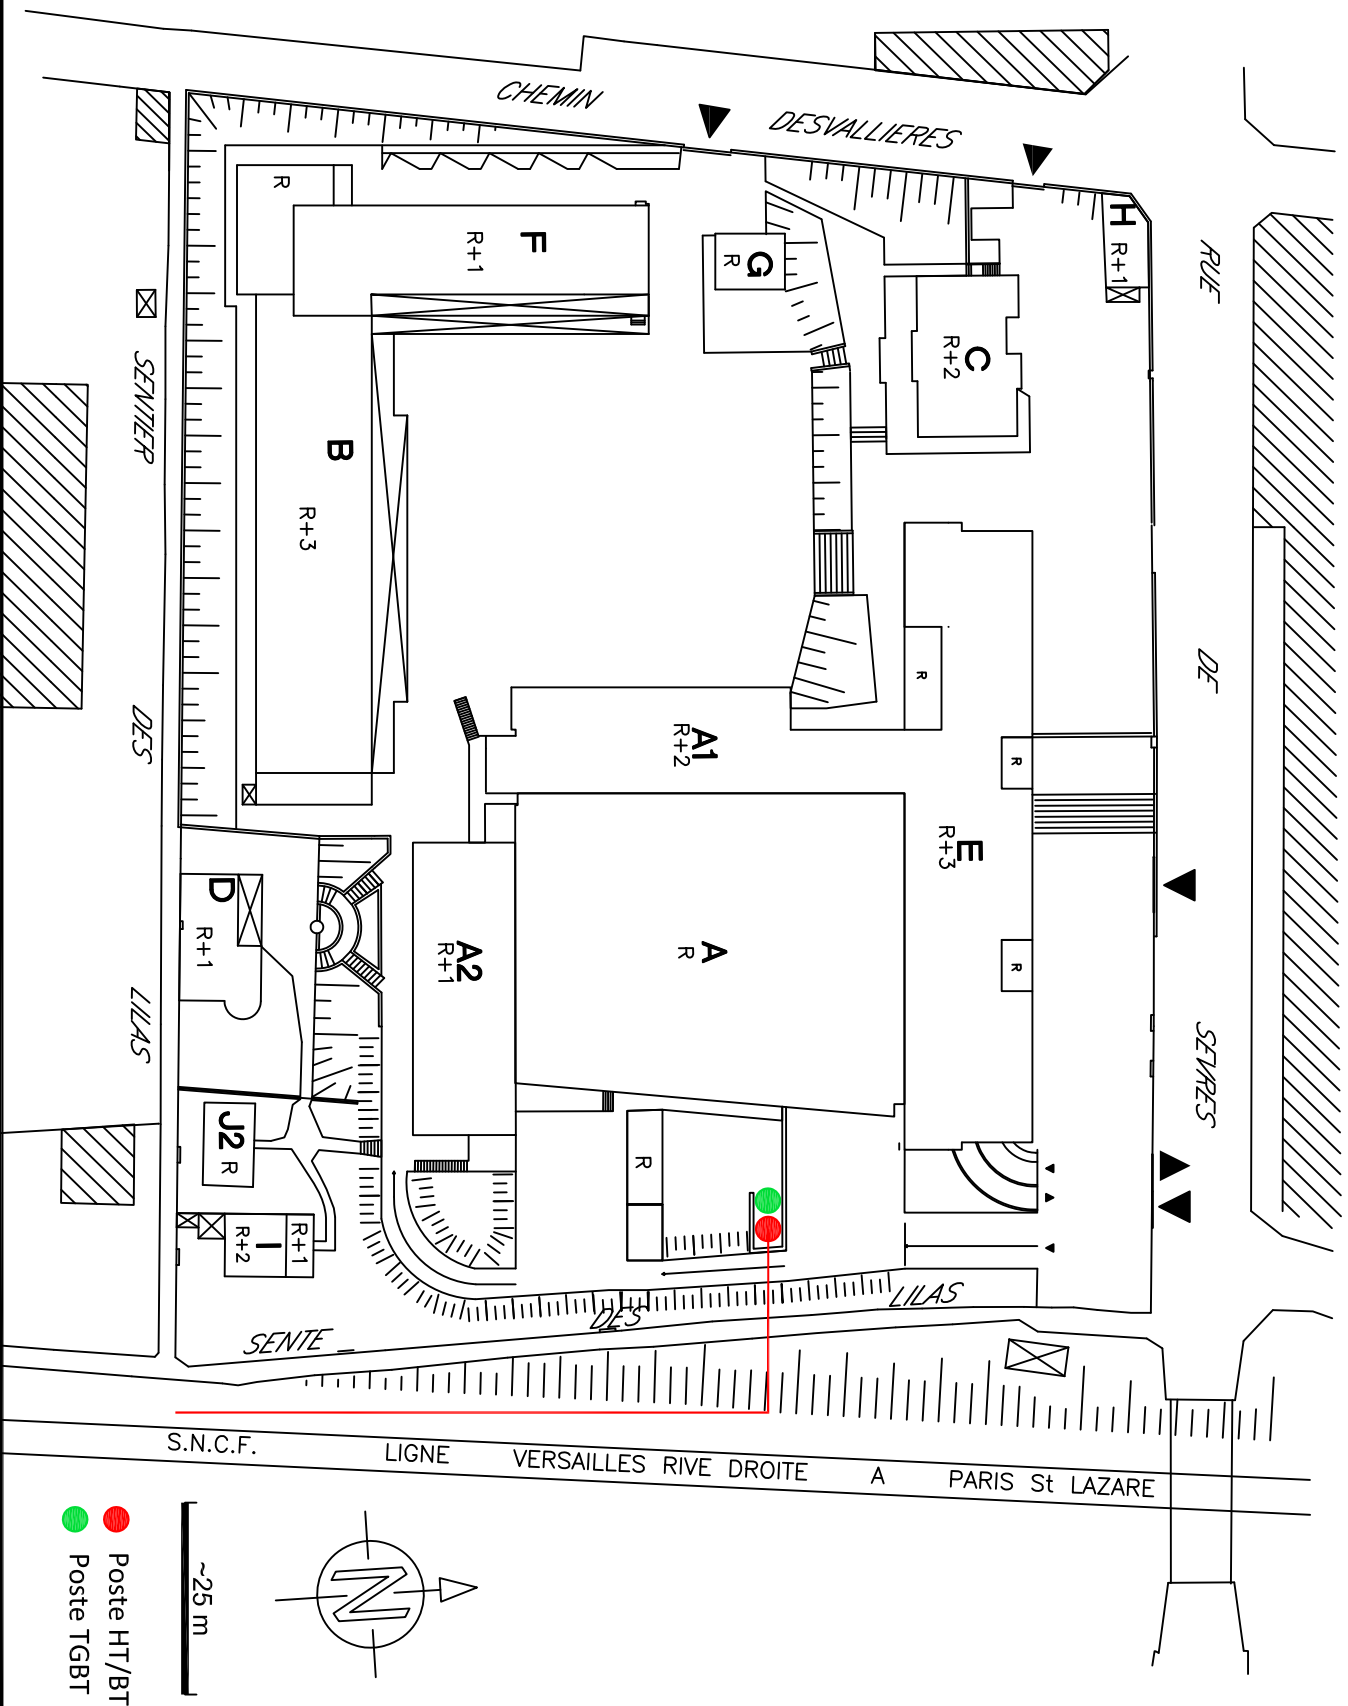 CHEMIN
DESVALLIERES
RUE
DE
SEVRES
H
R+1
G
R
C
R+2
F
R+1
R
B
R+3
SENTIER
DES
LILAS
R
R
R
E
R+3
A1
R+2
A
R
A2
R+1
D
R+1
J2
R
I
R+1
R+2
R
SENTE
DES
LILAS
S.N.C.F. LIGNE VERSAILLES RIVE DROITE A PARIS St LAZARE
N
~25 m
Poste HT/BT
Poste TGBT